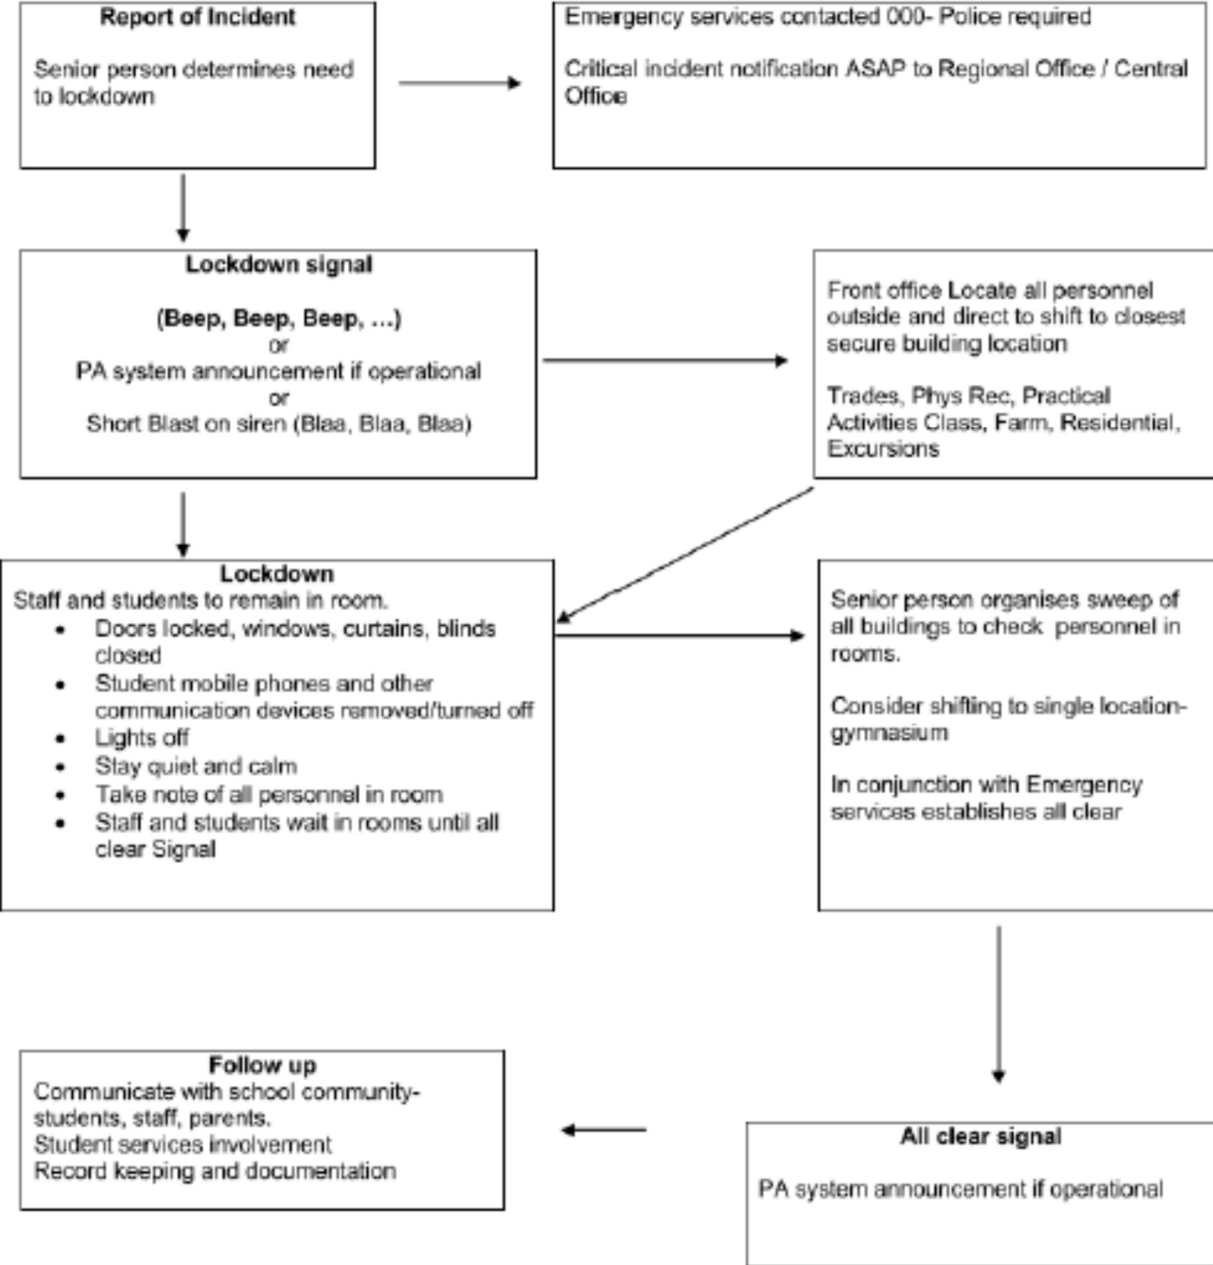 Report of Incident
Senior person determines need
to lockdown
Emergency services contacted 000- Police required
Critical incident notification ASAP to Regional Office / Central
Office
Lockdown signal
(Beep, Beep, Beep, ...)
or
PA system announcement if operational
or
Short Blast on siren (Blaa, Blaa, Blaa)
Front office Locate all personnel
outside and direct to shift to closest
secure building location
Trades, Phys Rec, Practical
Activities Class, Farm, Residential,
Excursions
Lockdown
Staff and students to remain in room.
• Doors locked, windows, curtains, blinds
closed
• Student mobile phones and other
communication devices removed/turned off
• Lights off
• Stay quiet and calm
• Take note of all personnel in room
• Staff and students wait in rooms until all
clear Signal
Senior person organises sweep of
all buildings to check personnel in
rooms.
Consider shifting to single location-
gymnasium
In conjunction with Emergency
services establishes all clear
Follow up
Communicate with school community-
students, staff, parents.
Student services involvement
Record keeping and documentation
All clear signal
PA system announcement if operational